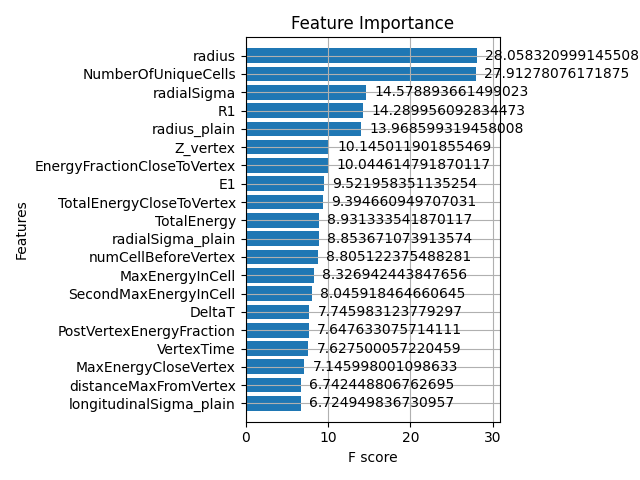 Feature Importance
radius 28.058320999145508
NumberOfUniqueCells 27.91278076171875
radialSigma 14.578893661499023
R1 14.289956092834473
radius_plain 13.968599319458008
Z_vertex 10.145011901855469
EnergyFractionCloseToVertex 10.044614791870117
E1 9.521958351135254
TotalEnergyCloseToVertex 9.394660949707031
TotalEnergy 8.931333541870117
radialSigma_plain 8.853671073913574
numCellBeforeVertex 8.805122375488281
MaxEnergyInCell 8.326942443847656
SecondMaxEnergyInCell 8.045918464660645
DeltaT 7.745983123779297
PostVertexEnergyFraction 7.647633075714111
VertexTime 7.627500057220459
MaxEnergyCloseVertex 7.145998001098633
distanceMaxFromVertex 6.742448806762695
longitudinalSigma_plain 6.724949836730957
Features
0 10 20 30
F score